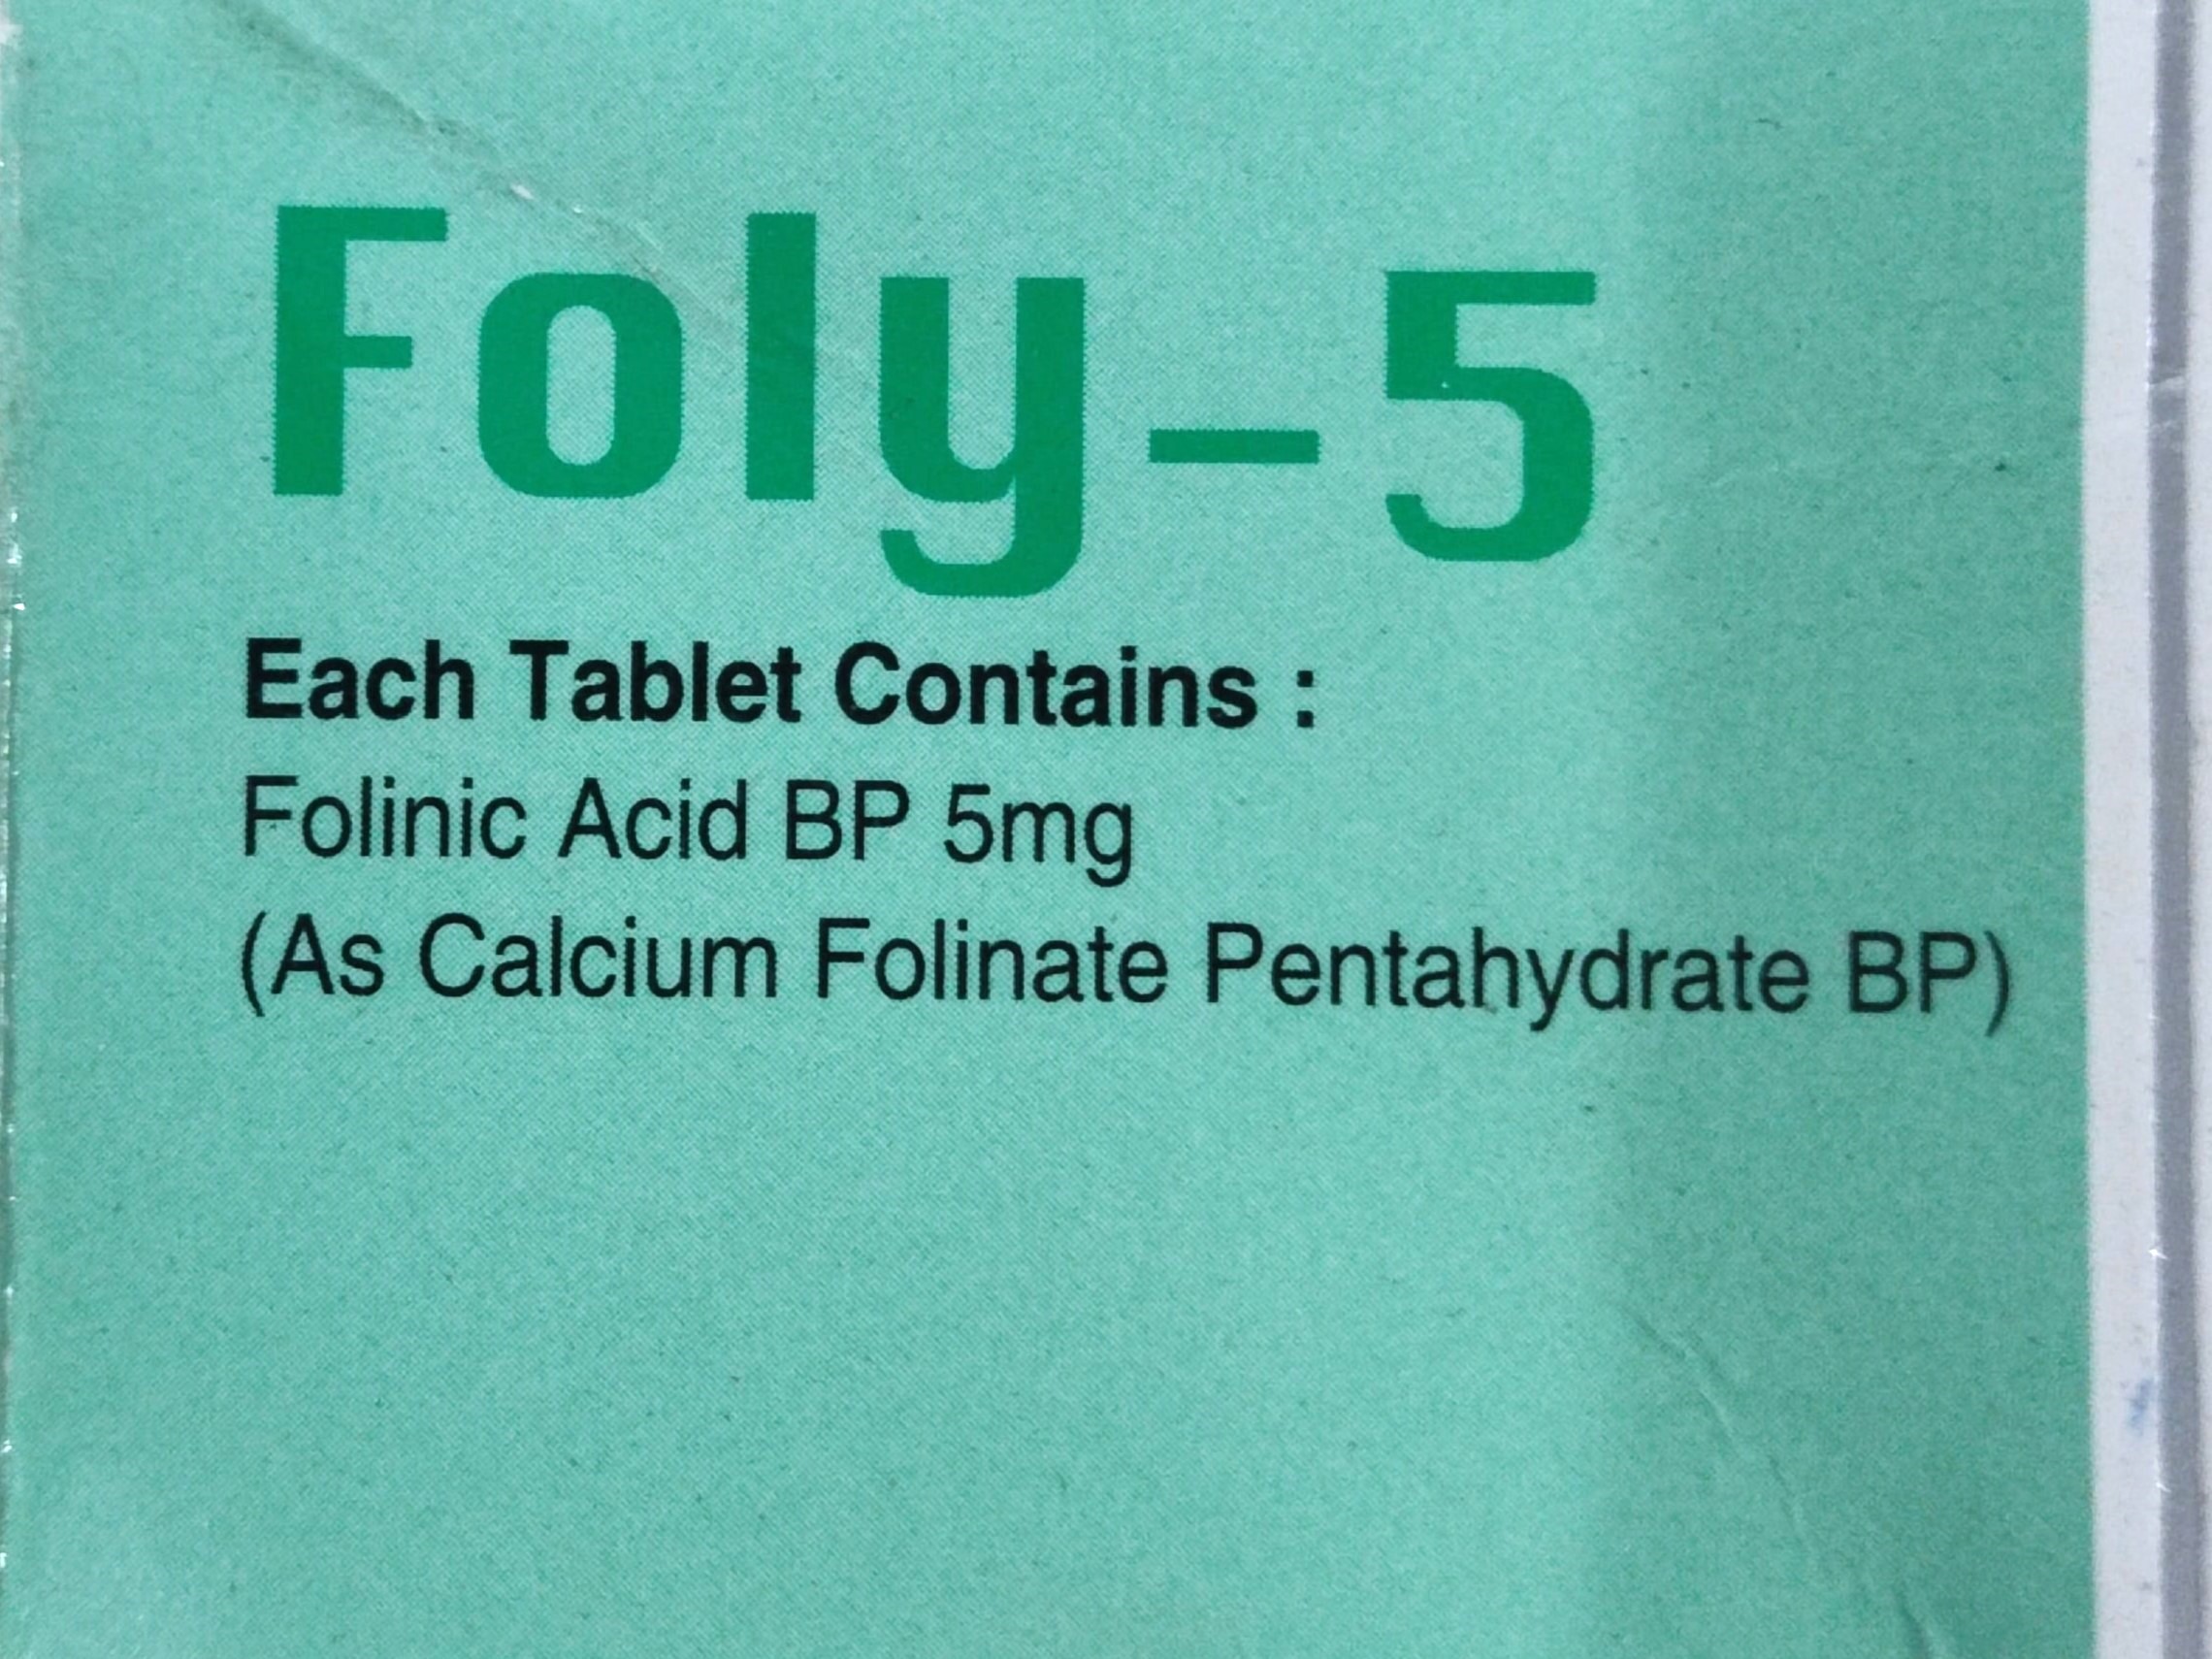 Foly-5
Each Tablet Contains :
Folinic Acid BP 5mg
(As Calcium Folinate Pentahydrate BP)